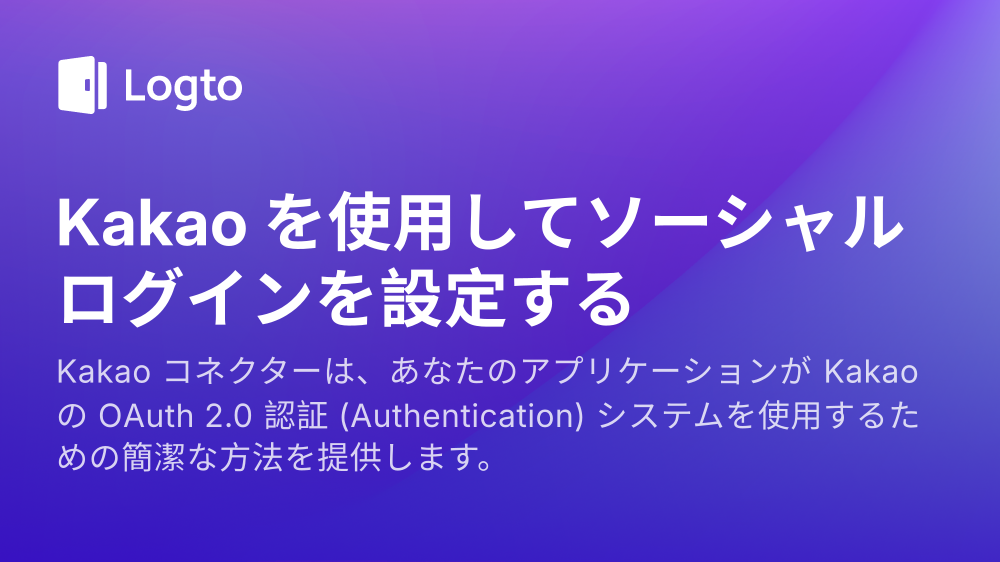 Logto
Kakao を使用してソーシャル
ログインを設定する
Kakao コネクターは、あなたのアプリケーションが Kakao
の OAuth 2.0 認証 (Authentication) システムを使用するた
めの簡潔な方法を提供します。